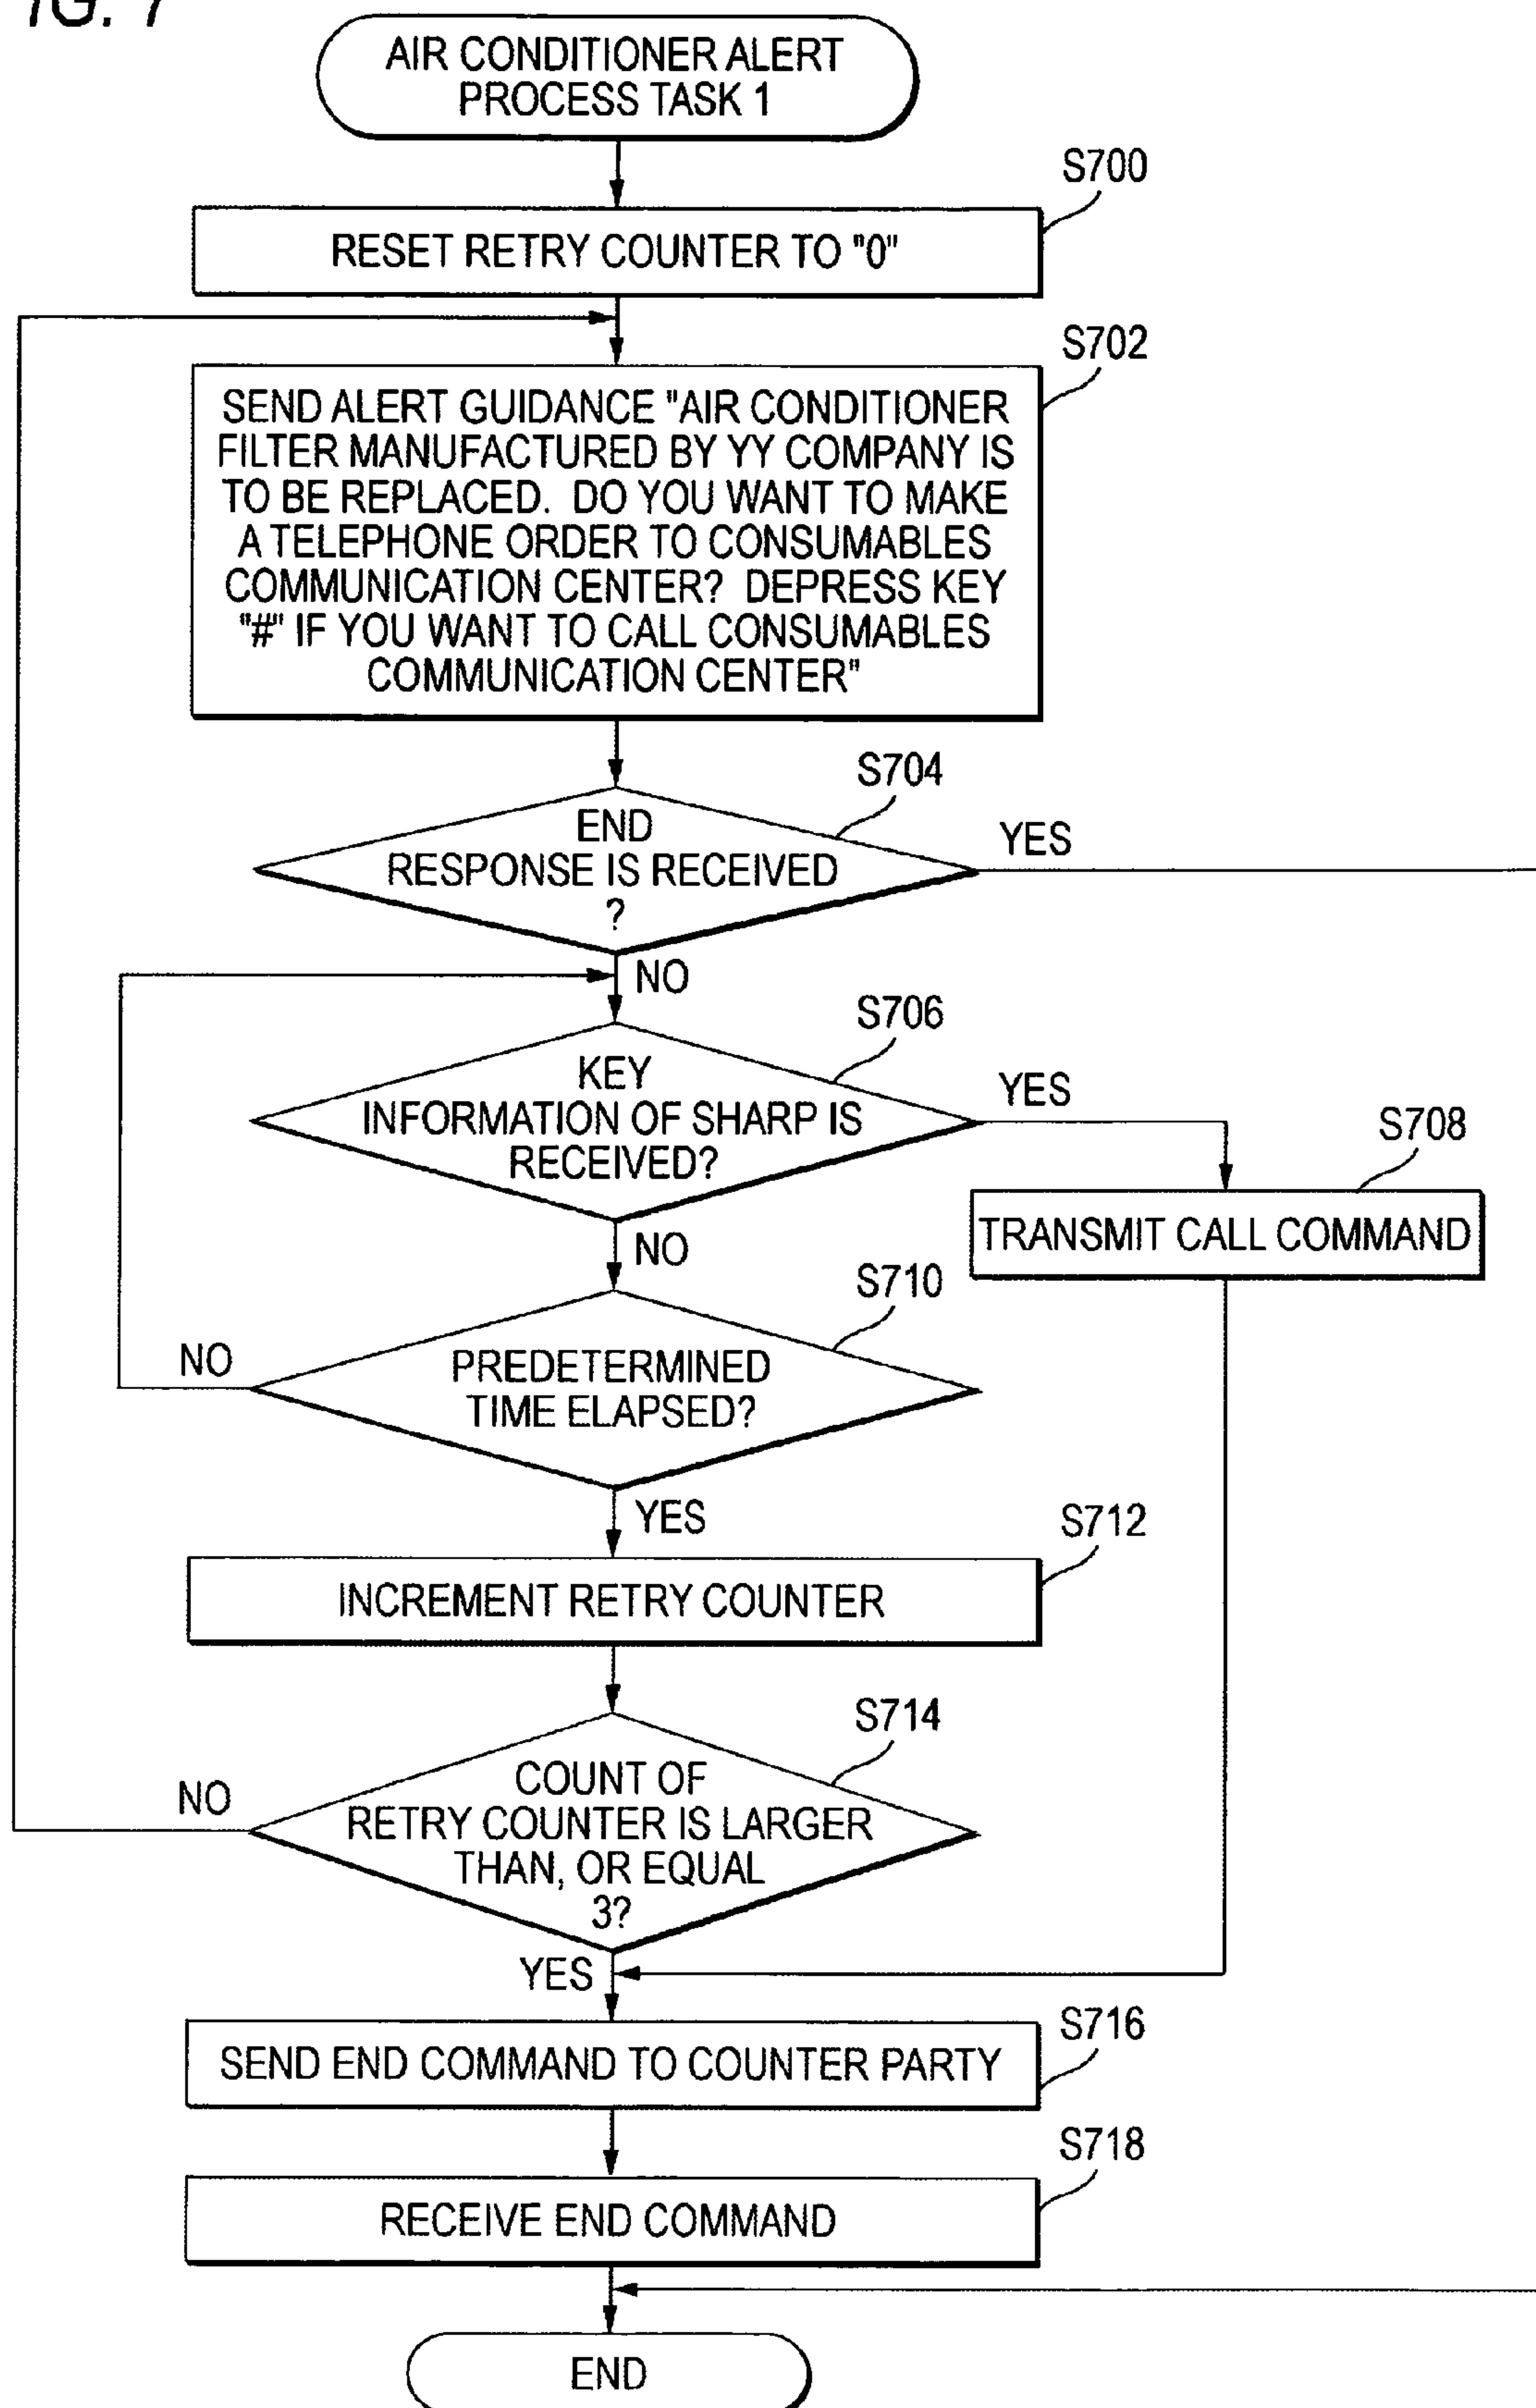 IG. 7
AIR CONDITIONER ALERT
PROCESS TASK 1
S700
RESET RETRY COUNTER TO "0"
S702
SEND ALERT GUIDANCE "AIR CONDITIONER
FILTER MANUFACTURED BY YY COMPANY IS
TO BE REPLACED. DO YOU WANT TO MAKE
A TELEPHONE ORDER TO CONSUMABLES
COMMUNICATION CENTER? DEPRESS KEY
"#" IF YOU WANT TO CALL CONSUMABLES
COMMUNICATION CENTER"
S704
END
RESPONSE IS RECEIVED
?
YES
NO
S706
KEY
INFORMATION OF SHARP IS
RECEIVED?
YES
S708
TRANSMIT CALL COMMAND
NO
S710
PREDETERMINED
TIME ELAPSED?
NO
YES
S712
INCREMENT RETRY COUNTER
S714
COUNT OF
RETRY COUNTER IS LARGER
THAN, OR EQUAL
3?
NO
YES
S716
SEND END COMMAND TO COUNTER PARTY
S718
RECEIVE END COMMAND
END